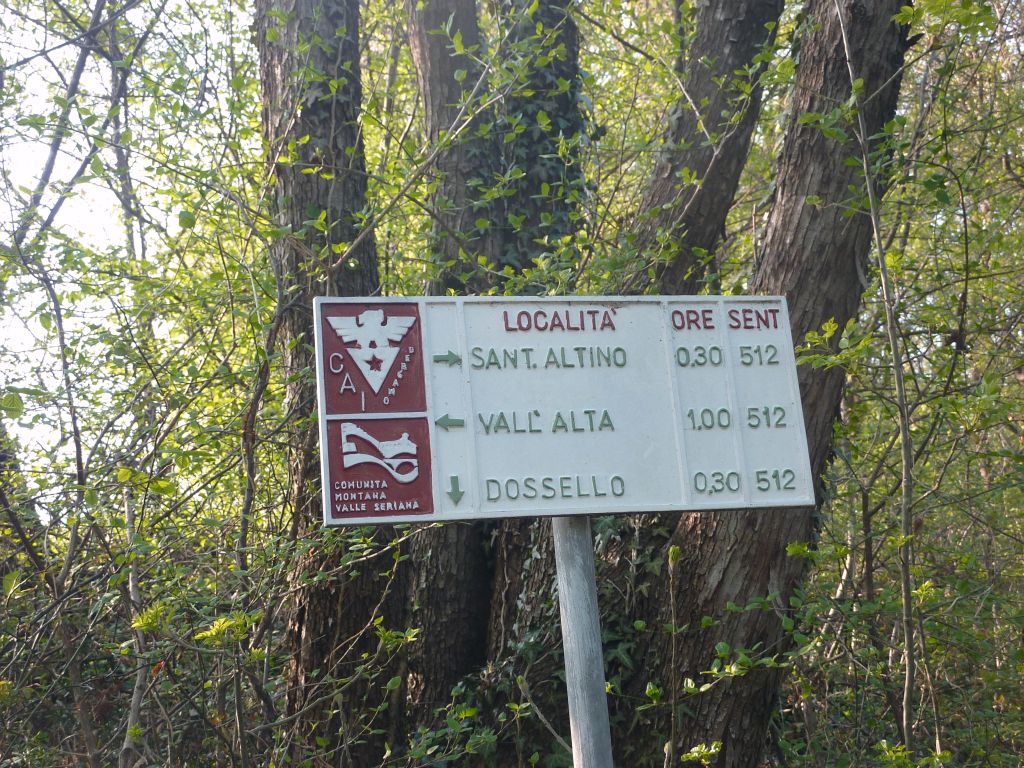 LOCALITÀ ORE SENT
→ SANT. ALTINO 0,30 512
← VALL' ALTA 1.00 512
↓ DOSSELLO 0,30 512
CAI
BERGAMO
COMUNITA
MONTANA
VALLE SERIANA